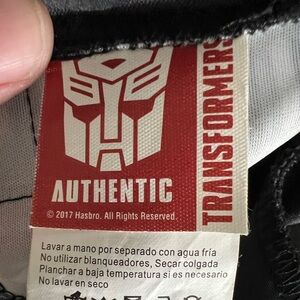 TRANSFORMERS
AUTHENTIC
© 2017 Hasbro. All Rights Reserved.
Lavar a mano por separado con agua fría
No utilizar blanqueadores, Secar colgada
Planchar a baja temperatura si es necesario
No lavar en seco